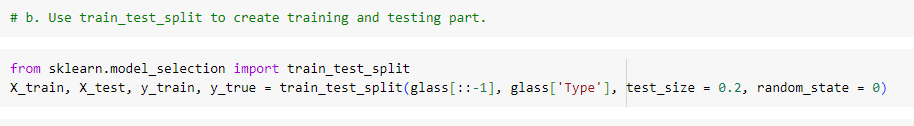 # b. Use train_test_split to create training and testing part.
from sklearn.model_selection import train_test_split
X_train, X_test, y_train, y_true = train_test_split(glass[::-1], glass['Type'], test_size = 0.2, random_state = 0)